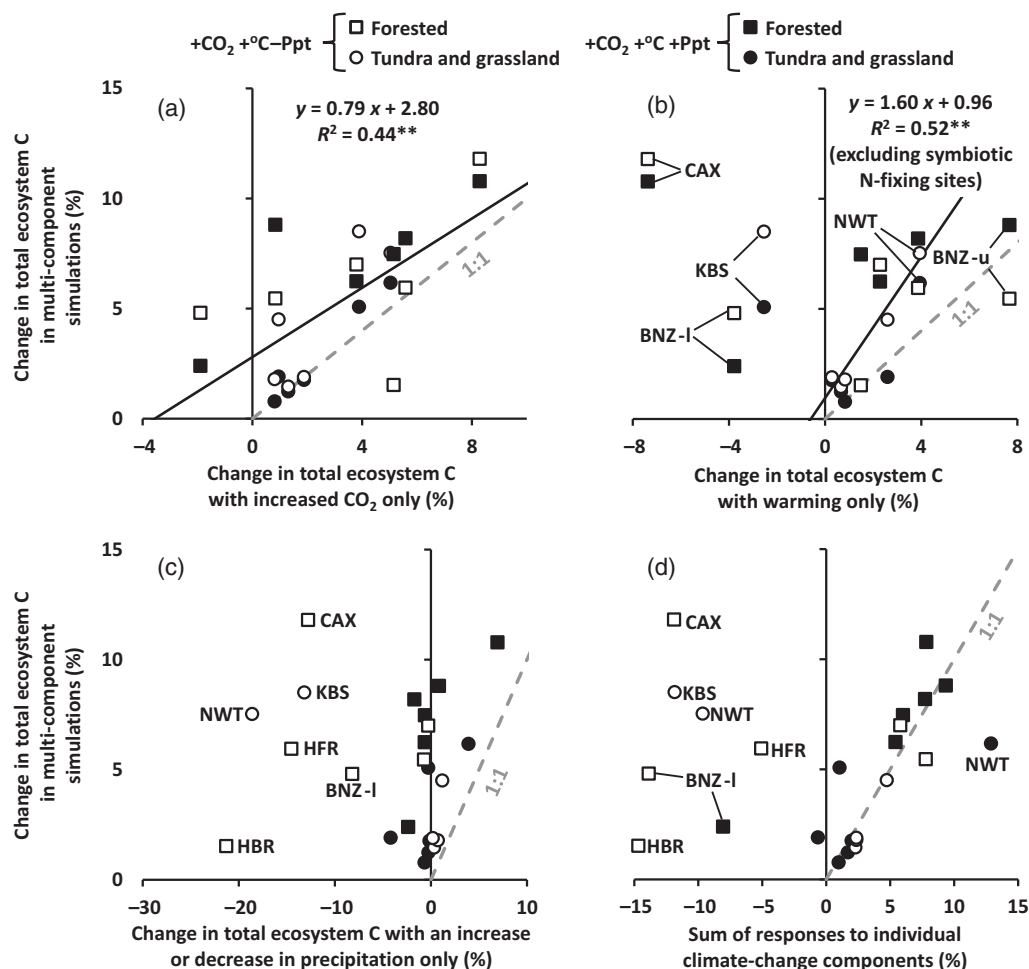 +CO2 +oC–Ppt
Forested
Tundra and grassland
+CO2 +oC +Ppt
Forested
Tundra and grassland
(a)
y = 0.79 x + 2.80
R2 = 0.44**
1:1
15
10
5
0
–4
0
4
8
Change in total ecosystem C
in multi-component
simulations (%)
Change in total ecosystem C
with increased CO2 only (%)
(b)
y = 1.60 x + 0.96
R2 = 0.52**
(excluding symbiotic
N-fixing sites)
CAX
KBS
BNZ-l
NWT
BNZ-u
1:1
–8
–4
0
4
8
Change in total ecosystem C
with warming only (%)
(c)
15
10
5
0
CAX
KBS
NWT
HFR
BNZ-l
HBR
1:1
–30
–20
–10
0
10
Change in total ecosystem C
in multi-component
simulations (%)
Change in total ecosystem C with an increase
or decrease in precipitation only (%)
(d)
CAX
KBS
NWT
HFR
BNZ-l
HBR
NWT
1:1
–15
–10
–5
0
5
10
15
Sum of responses to individual
climate-change components (%)